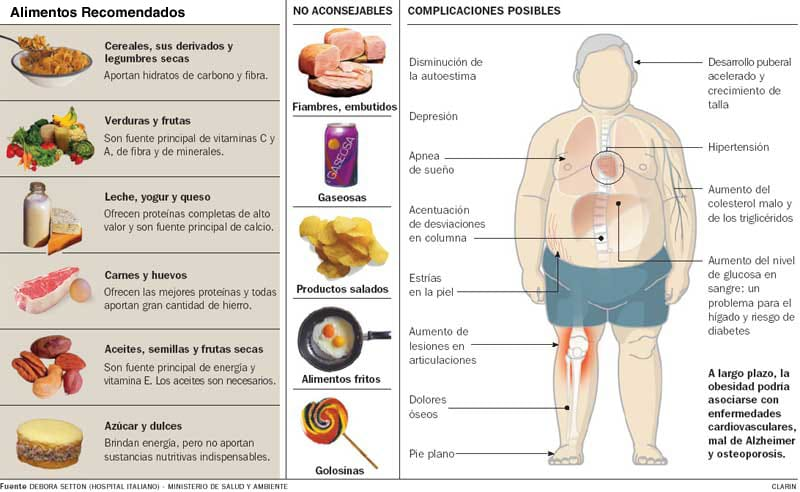 Alimentos Recomendados
Cereales, sus derivados y
legumbres secas
Aportan hidratos de carbono y fibra.
Verduras y frutas
Son fuente principal de vitaminas C y
A, de fibra y de minerales.
Leche, yogur y queso
Ofrecen proteínas completas de alto
valor y son fuente principal de calcio.
Carnes y huevos
Ofrecen las mejores proteínas y todas
aportan gran cantidad de hierro.
Aceites, semillas y frutas secas
Son fuente principal de energía y
vitamina E. Los aceites son necesarios.
Azúcar y dulces
Brindan energía, pero no aportan
sustancias nutritivas indispensables.
NO ACONSEJABLES
Fiambres, embutidos
GASEOSA
Gaseosas
Productos salados
Alimentos fritos
Golosinas
COMPLICACIONES POSIBLES
Disminución de
la autoestima
Depresión
Apnea
de sueño
Acentuación de
desviaciones
en columna
Estrías
en la piel
Aumento de
lesiones en
articulaciones
Dolores
óseos
Pie plano
Desarrollo puberal
acelerado y
crecimiento de
talla
Hipertensión
Aumento del
colesterol malo y
de los triglicéridos
Aumento del nivel
de glucosa en
sangre: un
problema para el
hígado y riesgo de
diabetes
A largo plazo, la
obesidad podría
asociarse con
enfermedades
cardiovasculares,
mal de Alzheimer
y osteoporosis.
Fuente DEBORA SETTON (HOSPITAL ITALIANO) - MINISTERIO DE SALUD Y AMBIENTE
CLARIN